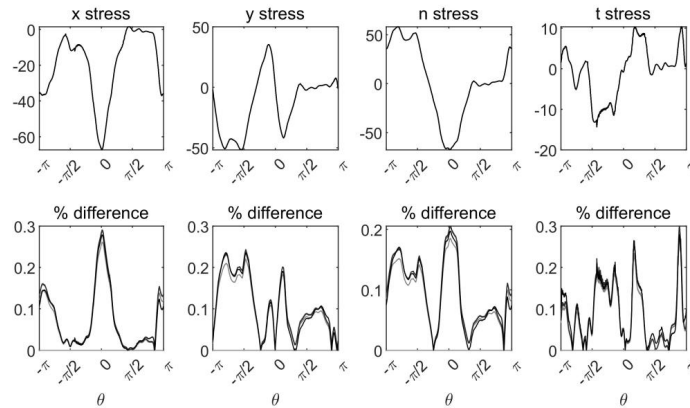 x stress
y stress
n stress
t stress
0
-20
-40
-60
-π
-π/2
0
π/2
π
50
0
-50
-π
-π/2
0
π/2
π
50
0
-50
-π
-π/2
0
π/2
π
10
0
-10
-20
-π
-π/2
0
π/2
π
% difference
% difference
% difference
% difference
0.3
0.2
0.1
0
-π
-π/2
0
π/2
π
θ
0.3
0.2
0.1
0
-π
-π/2
0
π/2
π
θ
0.2
0.1
0
-π
-π/2
0
π/2
π
θ
0.3
0.2
0.1
0
-π
-π/2
0
π/2
π
θ